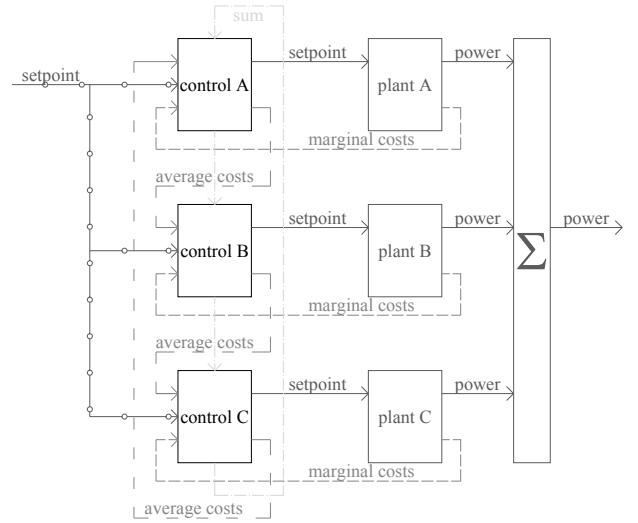 sum
setpoint
control A
setpoint
plant A
power
marginal costs
average costs
control B
setpoint
plant B
power
Σ
power
marginal costs
average costs
control C
setpoint
plant C
power
marginal costs
average costs